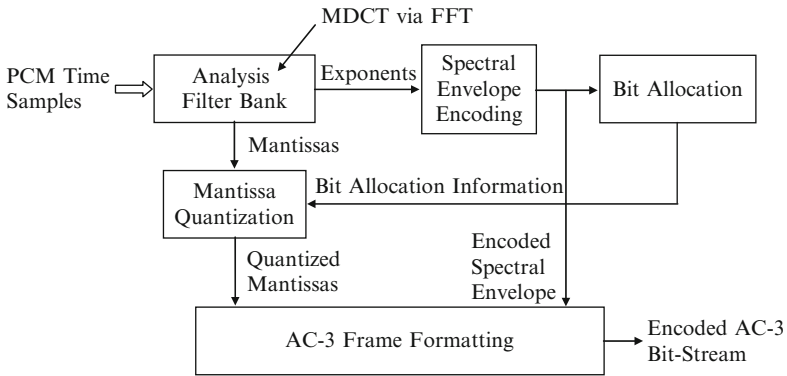 MDCT via FFT
PCM Time
Samples
Analysis
Filter Bank
Exponents
Spectral
Envelope
Encoding
Bit Allocation
Mantissas
Mantissa
Quantization
Bit Allocation Information
Quantized
Mantissas
Encoded
Spectral
Envelope
AC-3 Frame Formatting
Encoded AC-3
Bit-Stream